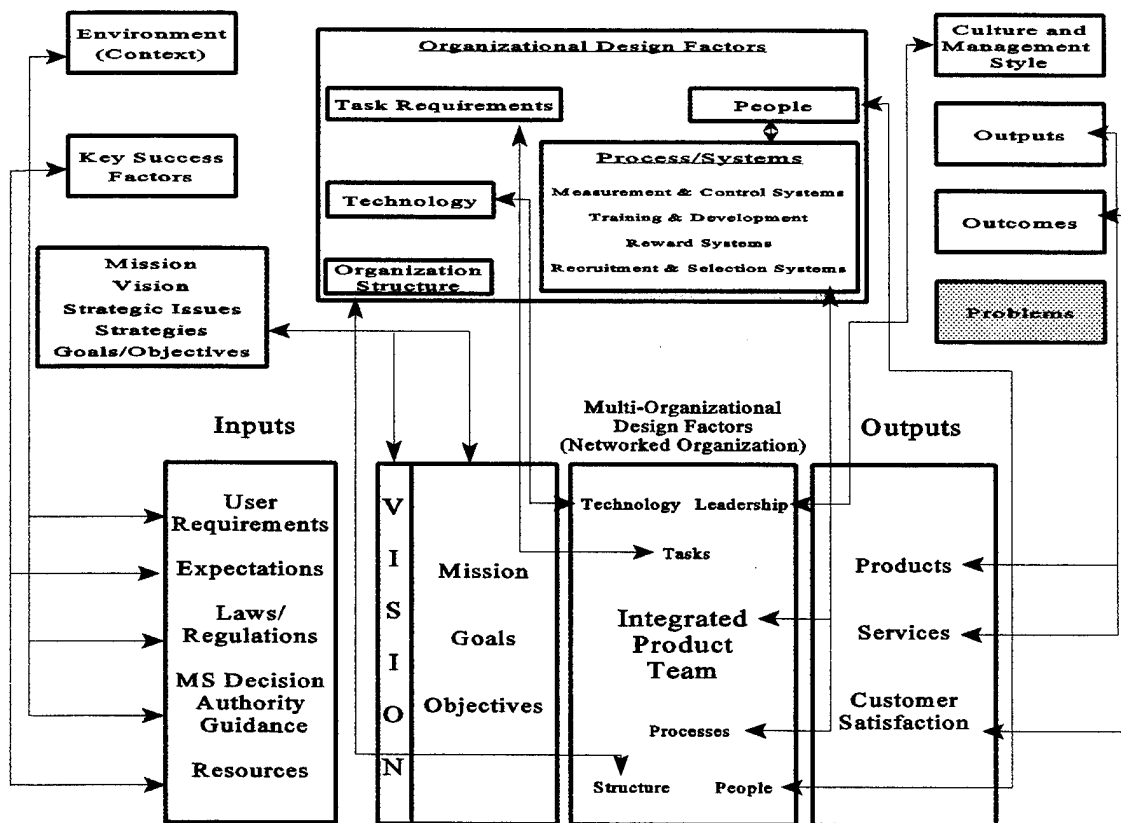 Environment
(Context)
Key Success
Factors
Mission
Vision
Strategic Issues
Strategies
Goals/Objectives
Organizational Design Factors
Task Requirements
People
Technology
Process/Systems
Measurement & Control Systems
Training & Development
Reward Systems
Recruitment & Selection Systems
Organization
Structure
Culture and
Management
Style
Outputs
Outcomes
Problems
Inputs
Multi-Organizational
Design Factors
(Networked Organization)
Outputs
User
Requirements
Expectations
Laws/
Regulations
MS Decision
Authority
Guidance
Resources
V
I
S
I
O
N
Mission
Goals
Objectives
Technology Leadership
Tasks
Integrated
Product
Team
Processes
Structure People
Products
Services
Customer
Satisfaction